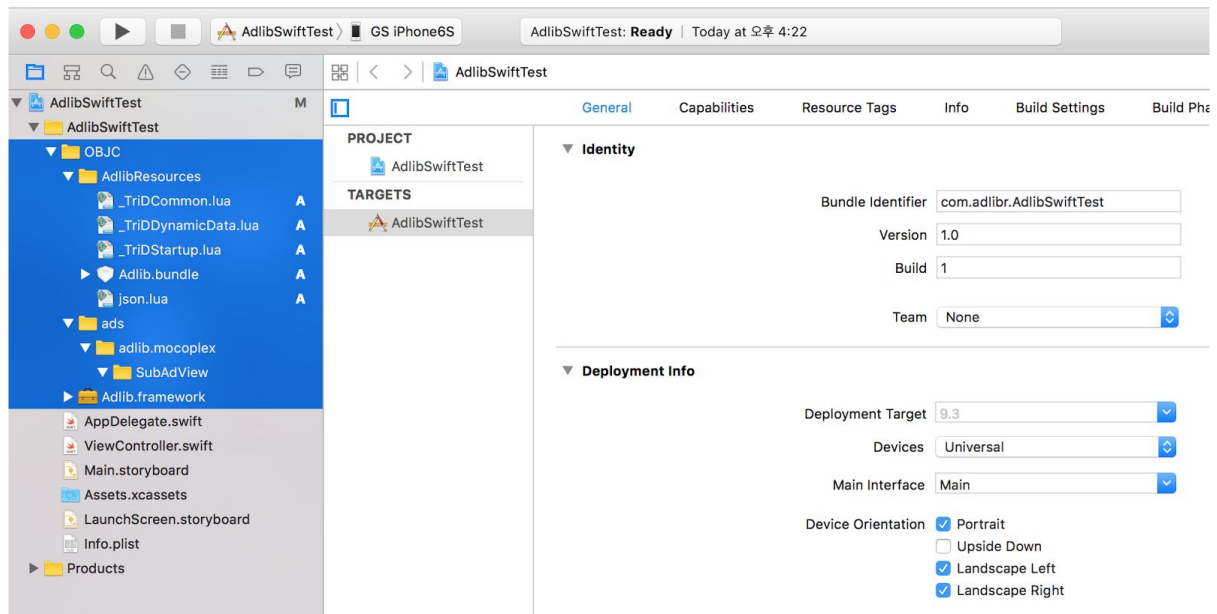 AdlibSwiftTest GS iPhone6S AdlibSwiftTest: Ready | Today at 오후 4:22
AdlibSwiftTest
AdlibSwiftTest M
AdlibSwiftTest
OBJC
AdlibResources
_TriDCommon.lua A
_TriDDynamicData.lua A
_TriDStartup.lua A
Adlib.bundle A
json.lua A
ads
adlib.mocoplex
SubAdView
Adlib.framework
AppDelegate.swift
ViewController.swift
Main.storyboard
Assets.xcassets
LaunchScreen.storyboard
Info.plist
Products
General Capabilities Resource Tags Info Build Settings Build Pha
PROJECT
AdlibSwiftTest
TARGETS
AdlibSwiftTest
Identity
Bundle Identifier com.adlibr.AdlibSwiftTest
Version 1.0
Build 1
Team None
Deployment Info
Deployment Target 9.3
Devices Universal
Main Interface Main
Device Orientation Portrait
Upside Down
Landscape Left
Landscape Right